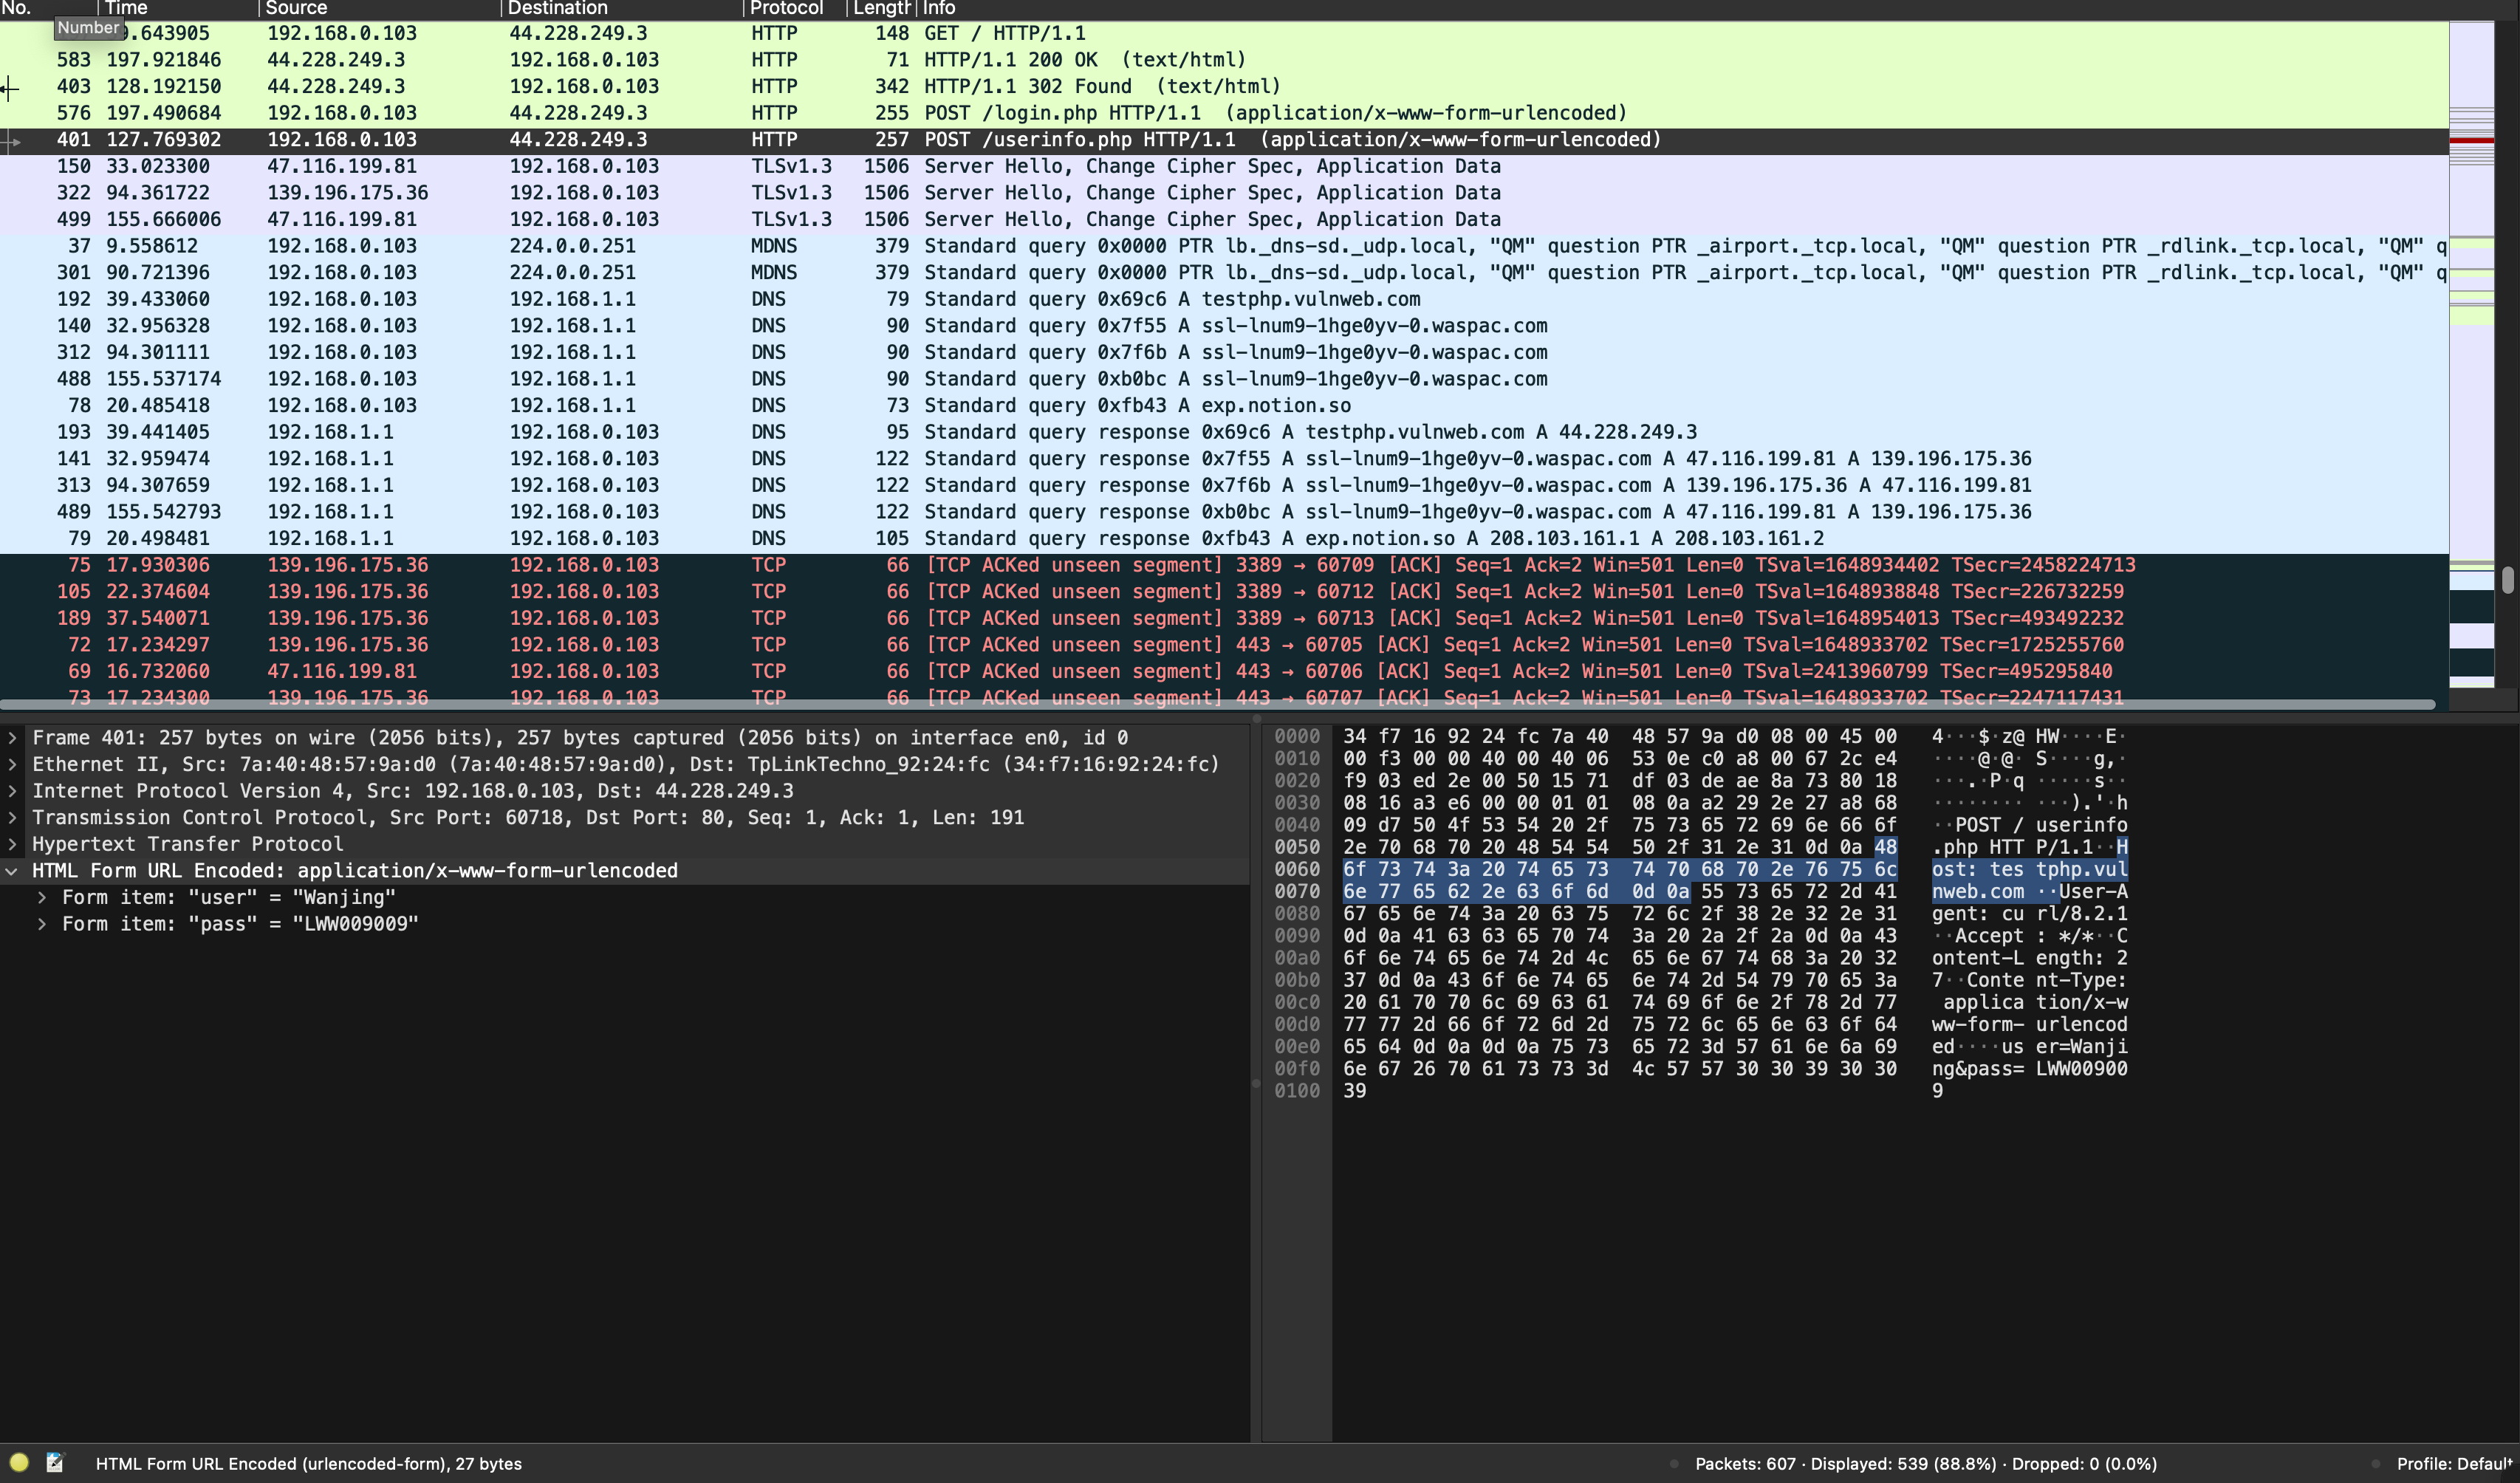 No. Time Source Destination Protocol Length Info
Number
.643905 192.168.0.103 44.228.249.3 HTTP 148 GET / HTTP/1.1
583 197.921846 44.228.249.3 192.168.0.103 HTTP 71 HTTP/1.1 200 OK (text/html)
403 128.192150 44.228.249.3 192.168.0.103 HTTP 342 HTTP/1.1 302 Found (text/html)
576 197.490684 192.168.0.103 44.228.249.3 HTTP 255 POST /login.php HTTP/1.1 (application/x-www-form-urlencoded)
401 127.769302 192.168.0.103 44.228.249.3 HTTP 257 POST /userinfo.php HTTP/1.1 (application/x-www-form-urlencoded)
150 33.023300 47.116.199.81 192.168.0.103 TLSv1.3 1506 Server Hello, Change Cipher Spec, Application Data
322 94.361722 139.196.175.36 192.168.0.103 TLSv1.3 1506 Server Hello, Change Cipher Spec, Application Data
499 155.666006 47.116.199.81 192.168.0.103 TLSv1.3 1506 Server Hello, Change Cipher Spec, Application Data
37 9.558612 192.168.0.103 224.0.0.251 MDNS 379 Standard query 0x0000 PTR lb._dns-sd._udp.local, "QM" question PTR _airport._tcp.local, "QM" question PTR _rdlink._tcp.local, "QM" q
301 90.721396 192.168.0.103 224.0.0.251 MDNS 379 Standard query 0x0000 PTR lb._dns-sd._udp.local, "QM" question PTR _airport._tcp.local, "QM" question PTR _rdlink._tcp.local, "QM" q
192 39.433060 192.168.0.103 192.168.1.1 DNS 79 Standard query 0x69c6 A testphp.vulnweb.com
140 32.956328 192.168.0.103 192.168.1.1 DNS 90 Standard query 0x7f55 A ssl-lnum9-1hge0yv-0.waspac.com
312 94.301111 192.168.0.103 192.168.1.1 DNS 90 Standard query 0x7f6b A ssl-lnum9-1hge0yv-0.waspac.com
488 155.537174 192.168.0.103 192.168.1.1 DNS 90 Standard query 0xb0bc A ssl-lnum9-1hge0yv-0.waspac.com
78 20.485418 192.168.0.103 192.168.1.1 DNS 73 Standard query 0xfb43 A exp.notion.so
193 39.441405 192.168.1.1 192.168.0.103 DNS 95 Standard query response 0x69c6 A testphp.vulnweb.com A 44.228.249.3
141 32.959474 192.168.1.1 192.168.0.103 DNS 122 Standard query response 0x7f55 A ssl-lnum9-1hge0yv-0.waspac.com A 47.116.199.81 A 139.196.175.36
313 94.307659 192.168.1.1 192.168.0.103 DNS 122 Standard query response 0x7f6b A ssl-lnum9-1hge0yv-0.waspac.com A 139.196.175.36 A 47.116.199.81
489 155.542793 192.168.1.1 192.168.0.103 DNS 122 Standard query response 0xb0bc A ssl-lnum9-1hge0yv-0.waspac.com A 47.116.199.81 A 139.196.175.36
79 20.498481 192.168.1.1 192.168.0.103 DNS 105 Standard query response 0xfb43 A exp.notion.so A 208.103.161.1 A 208.103.161.2
75 17.930306 139.196.175.36 192.168.0.103 TCP 66 [TCP ACKed unseen segment] 3389 → 60709 [ACK] Seq=1 Ack=2 Win=501 Len=0 TSval=1648934402 TSecr=2458224713
105 22.374604 139.196.175.36 192.168.0.103 TCP 66 [TCP ACKed unseen segment] 3389 → 60712 [ACK] Seq=1 Ack=2 Win=501 Len=0 TSval=1648938848 TSecr=226732259
189 37.540071 139.196.175.36 192.168.0.103 TCP 66 [TCP ACKed unseen segment] 3389 → 60713 [ACK] Seq=1 Ack=2 Win=501 Len=0 TSval=1648954013 TSecr=493492232
72 17.234297 139.196.175.36 192.168.0.103 TCP 66 [TCP ACKed unseen segment] 443 → 60705 [ACK] Seq=1 Ack=2 Win=501 Len=0 TSval=1648933702 TSecr=1725255760
69 16.732060 47.116.199.81 192.168.0.103 TCP 66 [TCP ACKed unseen segment] 443 → 60706 [ACK] Seq=1 Ack=2 Win=501 Len=0 TSval=2413960799 TSecr=495295840
73 17.234300 139.196.175.36 192.168.0.103 TCP 66 [TCP ACKed unseen segment] 443 → 60707 [ACK] Seq=1 Ack=2 Win=501 Len=0 TSval=1648933702 TSecr=2247117431
Frame 401: 257 bytes on wire (2056 bits), 257 bytes captured (2056 bits) on interface en0, id 0
Ethernet II, Src: 7a:40:48:57:9a:d0 (7a:40:48:57:9a:d0), Dst: TpLinkTechno_92:24:fc (34:f7:16:92:24:fc)
Internet Protocol Version 4, Src: 192.168.0.103, Dst: 44.228.249.3
Transmission Control Protocol, Src Port: 60718, Dst Port: 80, Seq: 1, Ack: 1, Len: 191
Hypertext Transfer Protocol
HTML Form URL Encoded: application/x-www-form-urlencoded
Form item: "user" = "Wanjing"
Form item: "pass" = "LWW009009"
0000 34 f7 16 92 24 fc 7a 40 48 57 9a d0 08 00 45 00 4···$·z@ HW····E·
0010 00 f3 00 00 40 00 40 06 53 0e c0 a8 00 67 2c e4 ····@·@· S····g,·
0020 f9 03 ed 2e 00 50 15 71 df 03 de ae 8a 73 80 18 ···.·P·q ·····s··
0030 08 16 a3 e6 00 00 01 01 08 0a a2 29 2e 27 a8 68 ········ ···).'·h
0040 09 d7 50 4f 53 54 20 2f 75 73 65 72 69 6e 66 6f ··POST / userinfo
0050 2e 70 68 70 20 48 54 54 50 2f 31 2e 31 0d 0a 48 .php HTT P/1.1··H
0060 6f 73 74 3a 20 74 65 73 74 70 68 70 2e 76 75 6c ost: tes tphp.vul
0070 6e 77 65 62 2e 63 6f 6d 0d 0a 55 73 65 72 2d 41 nweb.com ··User-A
0080 67 65 6e 74 3a 20 63 75 72 6c 2f 38 2e 32 2e 31 gent: cu rl/8.2.1
0090 0d 0a 41 63 63 65 70 74 3a 20 2a 2f 2a 0d 0a 43 ··Accept : */*··C
00a0 6f 6e 74 65 6e 74 2d 4c 65 6e 67 74 68 3a 20 32 ontent-L ength: 2
00b0 37 0d 0a 43 6f 6e 74 65 6e 74 2d 54 79 70 65 3a 7··Conte nt-Type:
00c0 20 61 70 70 6c 69 63 61 74 69 6f 6e 2f 78 2d 77 applica tion/x-w
00d0 77 77 2d 66 6f 72 6d 2d 75 72 6c 65 6e 63 6f 64 ww-form- urlencod
00e0 65 64 0d 0a 0d 0a 75 73 65 72 3d 57 61 6e 6a 69 ed····us er=Wanji
00f0 6e 67 26 70 61 73 73 3d 4c 57 57 30 30 39 30 30 ng&pass= LWW00900
0100 39 9
HTML Form URL Encoded (urlencoded-form), 27 bytes
Packets: 607 · Displayed: 539 (88.8%) · Dropped: 0 (0.0%)
Profile: Default